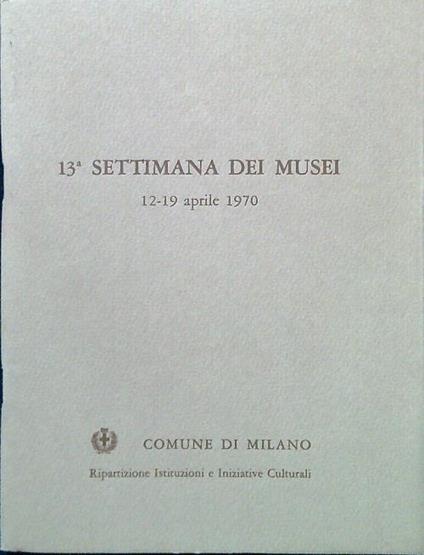 13ª SETTIMANA DEI MUSEI
12-19 aprile 1970
COMUNE DI MILANO
Ripartizione Istituzioni e Iniziative Culturali